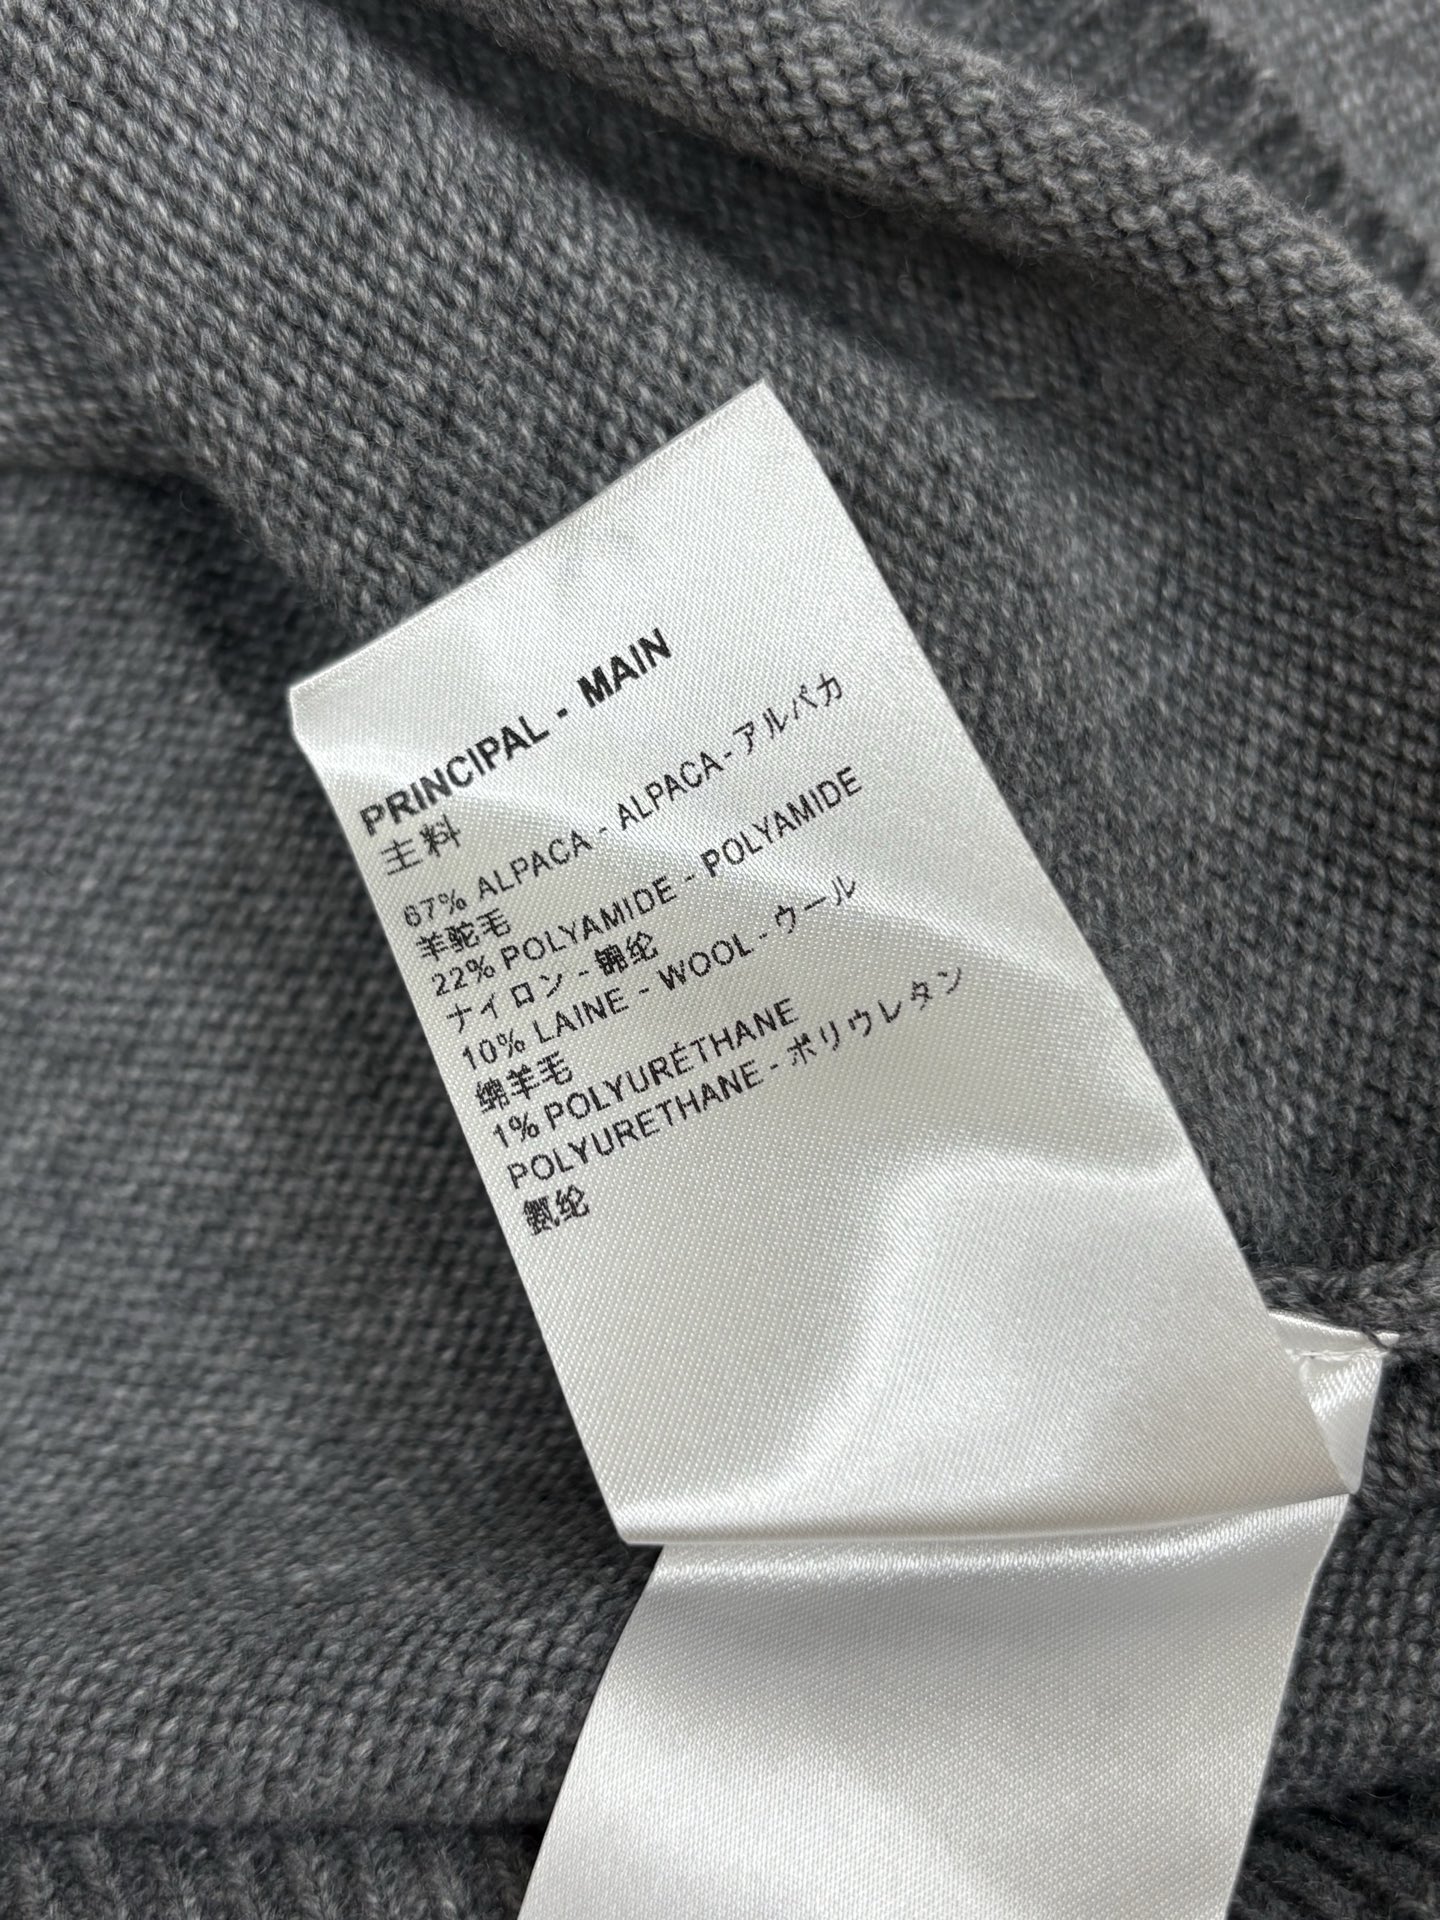 PRINCIPAL - MAIN
主料
67% ALPACA - ALPACA-アルパカ
羊驼毛
22% POLYAMIDE - POLYAMIDE
ナイロン - 锦纶
10% LAINE - WOOL-ウール
绵羊毛
1% POLYURÉTHANE
POLYURETHANE-ポリウレタン
氨纶